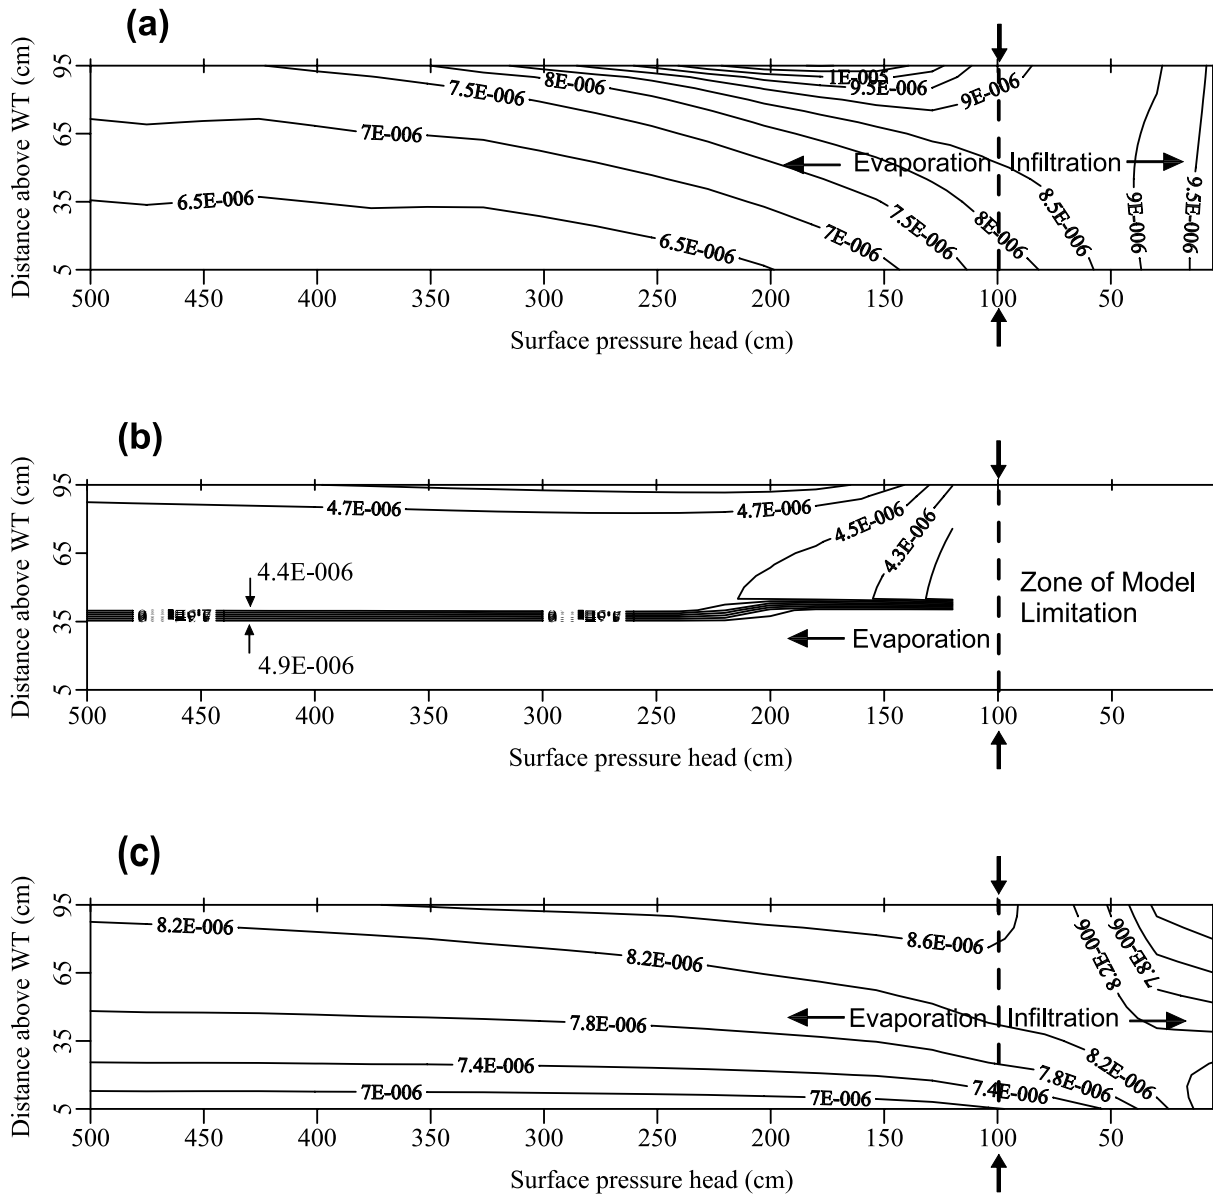 (a)
Distance above WT (cm)
95
65
35
5
7.5E-006
8E-006
1E-005
9.5E-006
9E-006
7E-006
Evaporation
Infiltration
6.5E-006
6.5E-006
7E-006
7.5E-006
8E-006
8.5E-006
9E-006
9.5E-006
500 450 400 350 300 250 200 150 100 50
Surface pressure head (cm)
(b)
Distance above WT (cm)
95
65
35
5
4.7E-006
4.7E-006
4.5E-006
4.3E-006
4.4E-006
4.9E-006
Evaporation
Zone of Model
Limitation
500 450 400 350 300 250 200 150 100 50
Surface pressure head (cm)
(c)
Distance above WT (cm)
95
65
35
5
8.2E-006
8.6E-006
8.2E-006
8.2E-006
7.8E-006
Evaporation
Infiltration
7.8E-006
7.4E-006
7E-006
7E-006
7.4E-006
7.8E-006
8.2E-006
500 450 400 350 300 250 200 150 100 50
Surface pressure head (cm)